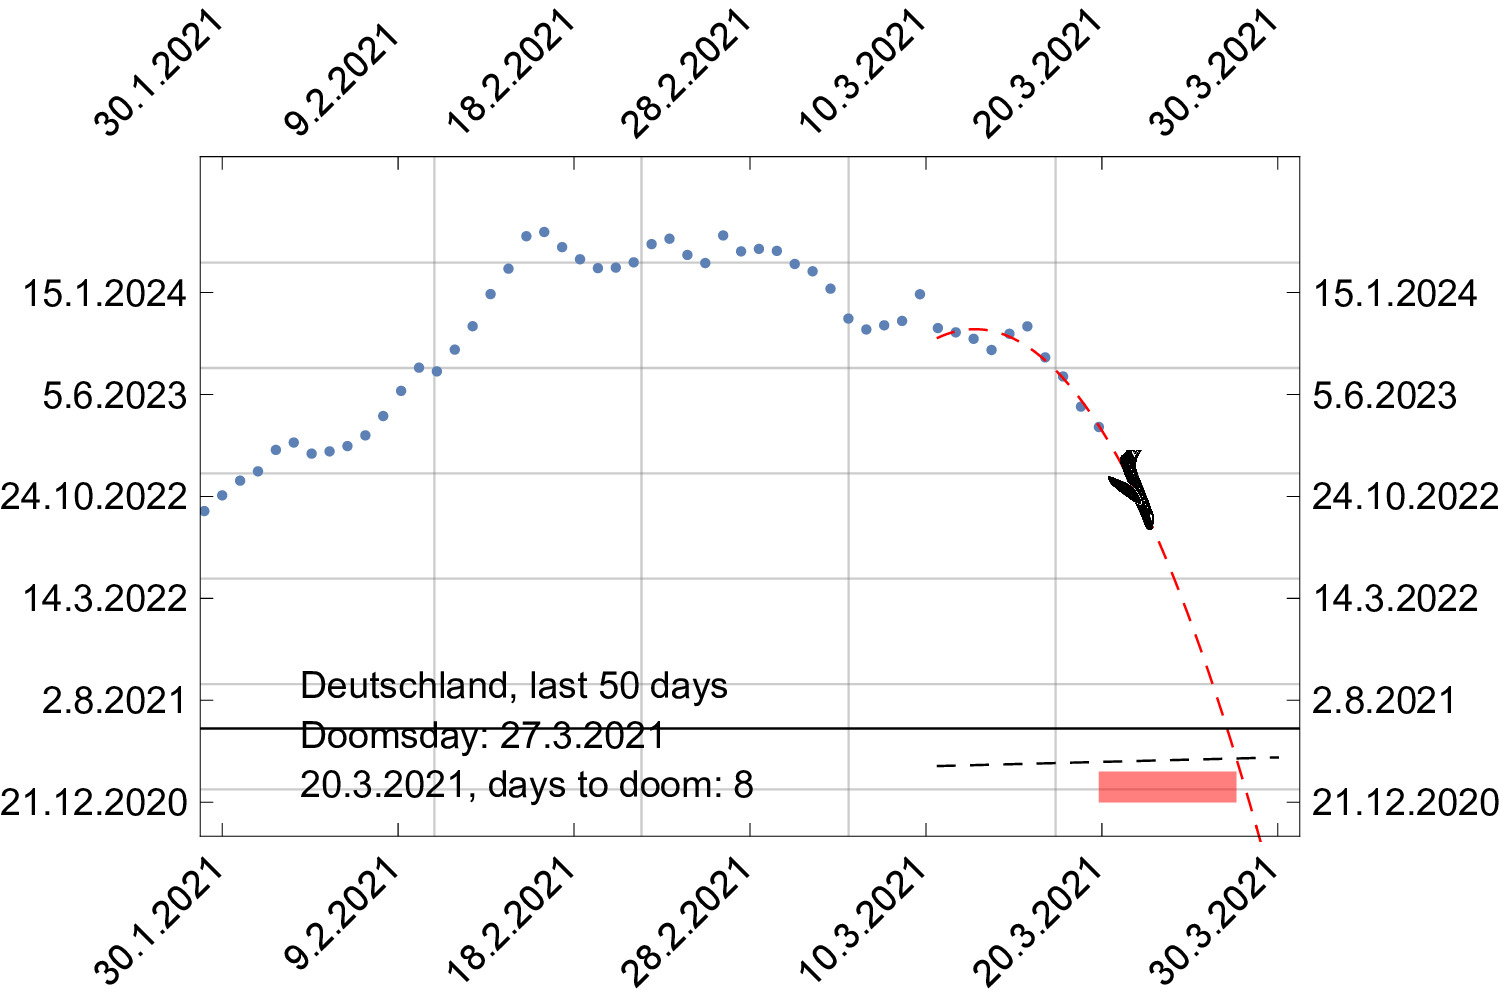 30.1.2021 9.2.2021 18.2.2021 28.2.2021 10.3.2021 20.3.2021 30.3.2021
15.1.2024 15.1.2024
5.6.2023 5.6.2023
24.10.2022 24.10.2022
14.3.2022 14.3.2022
Deutschland, last 50 days
2.8.2021 2.8.2021
Doomsday: 27.3.2021
20.3.2021, days to doom: 8
21.12.2020 21.12.2020
30.1.2021 9.2.2021 18.2.2021 28.2.2021 10.3.2021 20.3.2021 30.3.2021